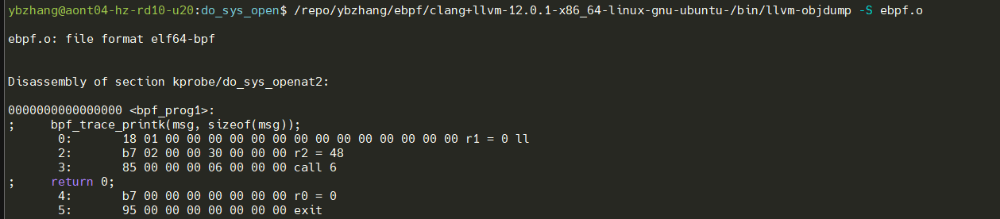 ybzhang@aont04-hz-rd10-u20:do_sys_open$ /repo/ybzhang/ebpf/clang+llvm-12.0.1-x86_64-linux-gnu-ubuntu-/bin/llvm-objdump -S ebpf.o
ebpf.o: file format elf64-bpf
Disassembly of section kprobe/do_sys_openat2:
0000000000000000 <bpf_prog1>:
;     bpf_trace_printk(msg, sizeof(msg));
0:       18 01 00 00 00 00 00 00 00 00 00 00 00 00 00 00 r1 = 0 ll
2:       b7 02 00 00 30 00 00 00 r2 = 48
3:       85 00 00 00 06 00 00 00 call 6
;     return 0;
4:       b7 00 00 00 00 00 00 00 r0 = 0
5:       95 00 00 00 00 00 00 00 exit